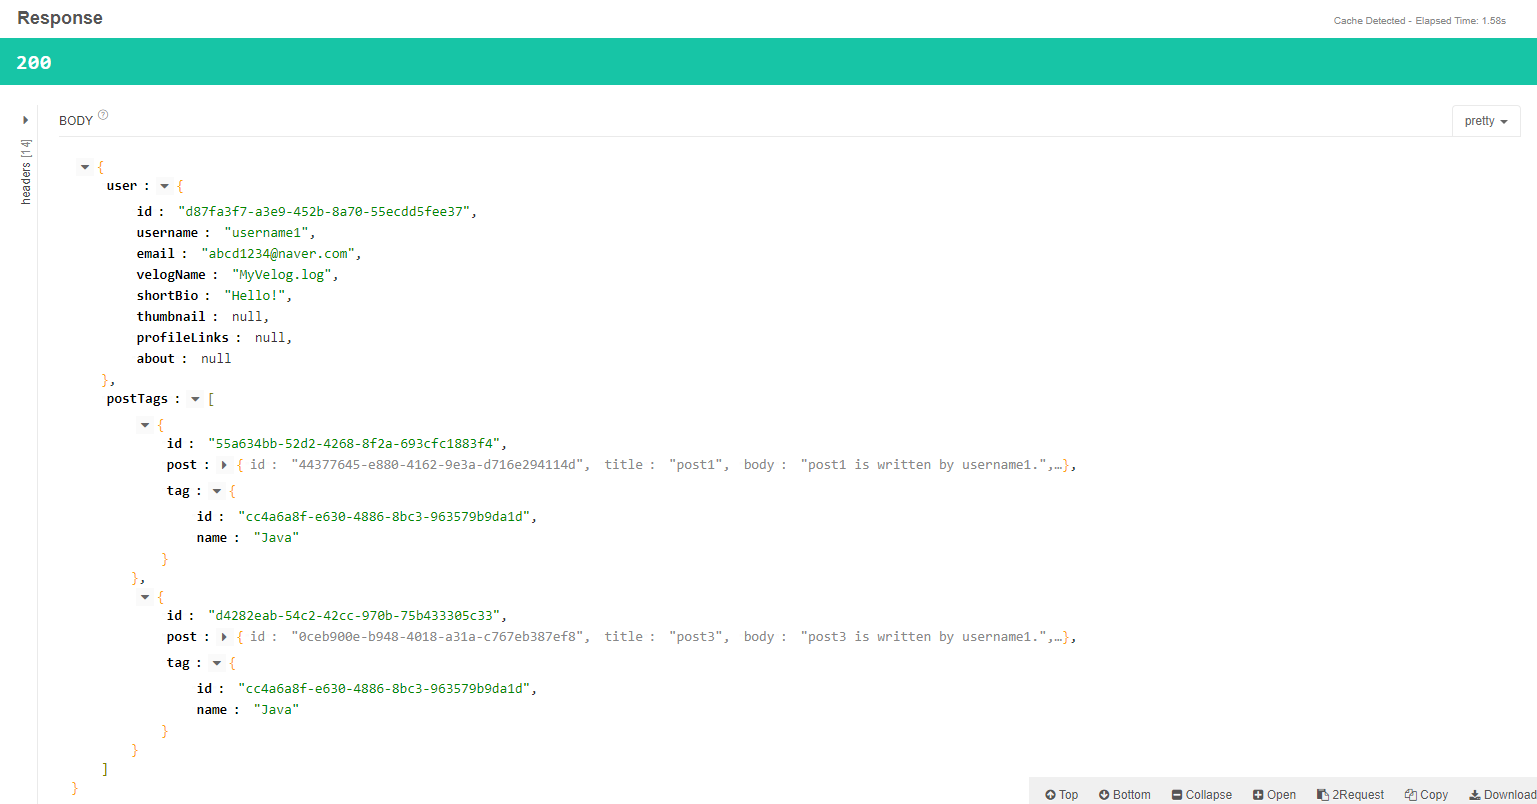 Response
Cache Detected - Elapsed Time: 1.58s
200
headers [14]
BODY ?
pretty
{
user : {
id : "d87fa3f7-a3e9-452b-8a70-55ecdd5fee37",
username : "username1",
email : "abcd1234@naver.com",
velogName : "MyVelog.log",
shortBio : "Hello!",
thumbnail : null,
profileLinks : null,
about : null
},
postTags : [
{
id : "55a634bb-52d2-4268-8f2a-693cfc1883f4",
post : { id : "44377645-e880-4162-9e3a-d716e294114d", title : "post1", body : "post1 is written by username1.",…},
tag : {
id : "cc4a6a8f-e630-4886-8bc3-963579b9da1d",
name : "Java"
}
},
{
id : "d4282eab-54c2-42cc-970b-75b433305c33",
post : { id : "0ceb900e-b948-4018-a31a-c767eb387ef8", title : "post3", body : "post3 is written by username1.",…},
tag : {
id : "cc4a6a8f-e630-4886-8bc3-963579b9da1d",
name : "Java"
}
}
]
}
Top Bottom Collapse Open 2Request Copy Download